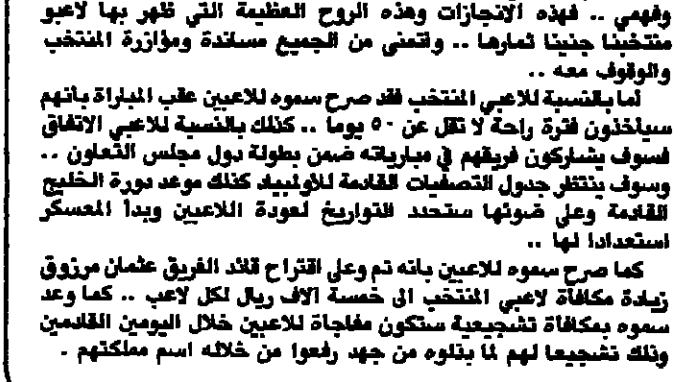 وفهمي .. فهذه الانجازات وهذه الروح العظيمة التي ظهر بها لاعبو
منتخبنا جنينا ثمارها .. واتمنى من الجميع مساندة ومؤازرة المنتخب
والوقوف معه ..
أما بالنسبة للاعبي المنتخب فقد صرح سموه للاعبين عقب المباراة بأنهم
سيأخذون فترة راحة لا تقل عن ٥٠ يوما .. كذلك بالنسبة للاعبي الاتفاق
فسوف يشاركون فريقهم في مبارياته ضمن بطولة دول مجلس التعاون ..
وسوف ينتظر جدول التصفيات القادمة للأولمبياد كذلك موعد دورة الخليج
القادمة وعلى ضوئها ستحدد التواريخ لعودة اللاعبين وبدأ المعسكر
استعدادا لها ..
كما صرح سموه للاعبين بانه تم وعلى اقتراح قائد الفريق عثمان مرزوق
زيادة مكافأة لاعبي المنتخب الى خمسة آلاف ريال لكل لاعب .. كما وعد
سموه بمكافأة تشجيعية ستكون مفاجأة للاعبين خلال اليومين القادمين
وذلك تشجيعا لهم لما بذلوه من جهد رفعوا من خلاله اسم مملكتهم .